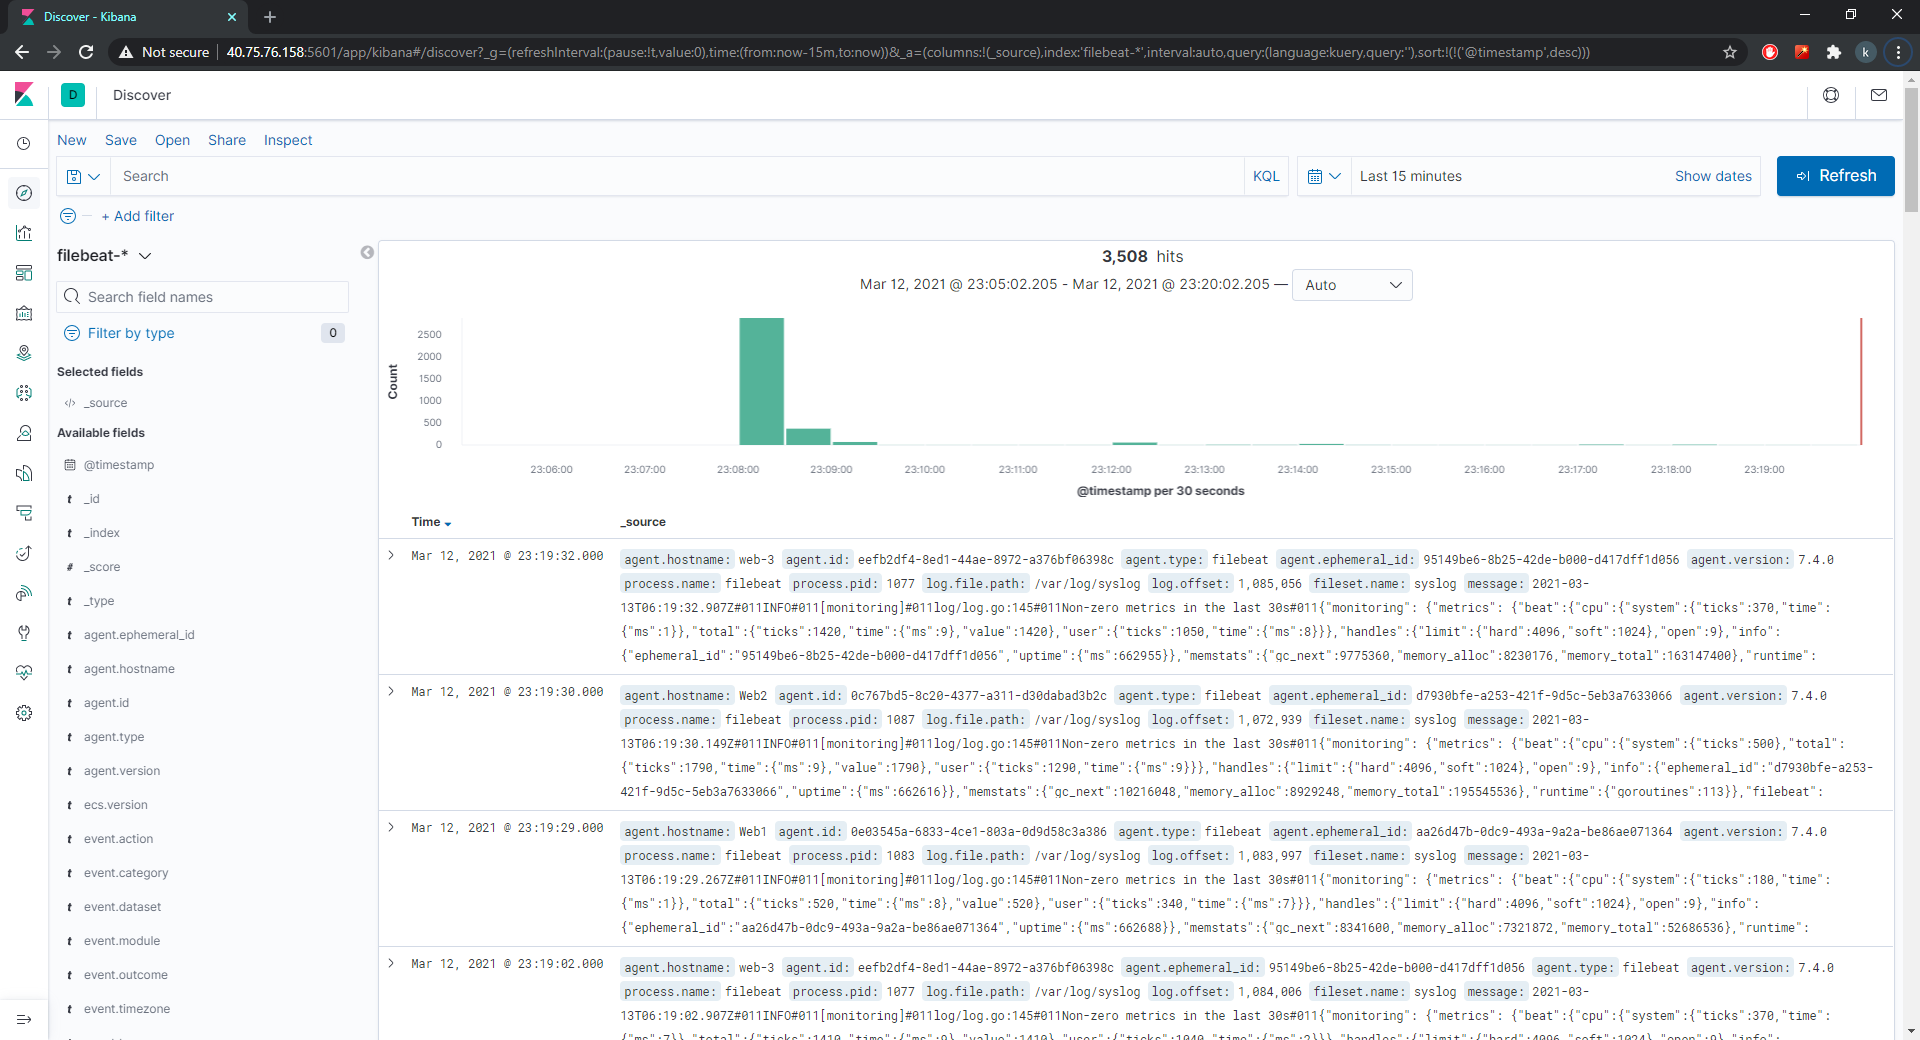 Discover - Kibana
Not secure | 40.75.76.158:5601/app/kibana#/discover?_g=(refreshInterval:(pause:!t,value:0),time:(from:now-15m,to:now))&_a=(columns:!(_source),index:'filebeat-*',interval:auto,query:(language:kuery,query:''),sort:!(!('@timestamp',desc)))
k
D Discover
New Save Open Share Inspect
Search KQL Last 15 minutes Show dates Refresh
+ Add filter
filebeat-*
Search field names
Filter by type 0
Selected fields
_source
Available fields
@timestamp
t _id
t _index
# _score
t _type
t agent.ephemeral_id
t agent.hostname
t agent.id
t agent.type
t agent.version
t ecs.version
t event.action
t event.category
t event.dataset
t event.module
t event.outcome
t event.timezone
3,508 hits
Mar 12, 2021 @ 23:05:02.205 - Mar 12, 2021 @ 23:20:02.205 — Auto
Count
2500
2000
1500
1000
500
0
23:06:00 23:07:00 23:08:00 23:09:00 23:10:00 23:11:00 23:12:00 23:13:00 23:14:00 23:15:00 23:16:00 23:17:00 23:18:00 23:19:00
@timestamp per 30 seconds
Time _source
Mar 12, 2021 @ 23:19:32.000 agent.hostname: web-3 agent.id: eefb2df4-8ed1-44ae-8972-a376bf06398c agent.type: filebeat agent.ephemeral_id: 95149be6-8b25-42de-b000-d417dff1d056 agent.version: 7.4.0
process.name: filebeat process.pid: 1077 log.file.path: /var/log/syslog log.offset: 1,085,056 fileset.name: syslog message: 2021-03-
13T06:19:32.907Z#011INFO#011[monitoring]#011log/log.go:145#011Non-zero metrics in the last 30s#011{"monitoring": {"metrics": {"beat":{"cpu":{"system":{"ticks":370,"time":
{"ms":1}},"total":{"ticks":1420,"time":{"ms":9},"value":1420},"user":{"ticks":1050,"time":{"ms":8}}},"handles":{"limit":{"hard":4096,"soft":1024},"open":9},"info":
{"ephemeral_id":"95149be6-8b25-42de-b000-d417dff1d056","uptime":{"ms":662955}},"memstats":{"gc_next":9775360,"memory_alloc":8230176,"memory_total":163147400},"runtime":
Mar 12, 2021 @ 23:19:30.000 agent.hostname: Web2 agent.id: 0c767bd5-8c20-4377-a311-d30dabad3b2c agent.type: filebeat agent.ephemeral_id: d7930bfe-a253-421f-9d5c-5eb3a7633066 agent.version: 7.4.0
process.name: filebeat process.pid: 1087 log.file.path: /var/log/syslog log.offset: 1,072,939 fileset.name: syslog message: 2021-03-
13T06:19:30.149Z#011INFO#011[monitoring]#011log/log.go:145#011Non-zero metrics in the last 30s#011{"monitoring": {"metrics": {"beat":{"cpu":{"system":{"ticks":500},"total":
{"ticks":1790,"time":{"ms":9},"value":1790},"user":{"ticks":1290,"time":{"ms":9}}},"handles":{"limit":{"hard":4096,"soft":1024},"open":9},"info":{"ephemeral_id":"d7930bfe-a253-
421f-9d5c-5eb3a7633066","uptime":{"ms":662616}},"memstats":{"gc_next":10216048,"memory_alloc":8929248,"memory_total":195545536},"runtime":{"goroutines":113}},"filebeat":
Mar 12, 2021 @ 23:19:29.000 agent.hostname: Web1 agent.id: 0e03545a-6833-4ce1-803a-0d9d58c3a386 agent.type: filebeat agent.ephemeral_id: aa26d47b-0dc9-493a-9a2a-be86ae071364 agent.version: 7.4.0
process.name: filebeat process.pid: 1083 log.file.path: /var/log/syslog log.offset: 1,083,997 fileset.name: syslog message: 2021-03-
13T06:19:29.267Z#011INFO#011[monitoring]#011log/log.go:145#011Non-zero metrics in the last 30s#011{"monitoring": {"metrics": {"beat":{"cpu":{"system":{"ticks":180,"time":
{"ms":1}},"total":{"ticks":520,"time":{"ms":8},"value":520},"user":{"ticks":340,"time":{"ms":7}}},"handles":{"limit":{"hard":4096,"soft":1024},"open":9},"info":
{"ephemeral_id":"aa26d47b-0dc9-493a-9a2a-be86ae071364","uptime":{"ms":662688}},"memstats":{"gc_next":8341600,"memory_alloc":7321872,"memory_total":52686536},"runtime":
Mar 12, 2021 @ 23:19:02.000 agent.hostname: web-3 agent.id: eefb2df4-8ed1-44ae-8972-a376bf06398c agent.ephemeral_id: 95149be6-8b25-42de-b000-d417dff1d056 agent.type: filebeat agent.version: 7.4.0
process.name: filebeat process.pid: 1077 log.file.path: /var/log/syslog log.offset: 1,084,006 fileset.name: syslog message: 2021-03-
13T06:19:02.907Z#011INFO#011[monitoring]#011log/log.go:145#011Non-zero metrics in the last 30s#011{"monitoring": {"metrics": {"beat":{"cpu":{"system":{"ticks":370,"time":
{"ms":7}},"total":{"ticks":1410,"time":{"ms":9},"value":1410},"user":{"ticks":1040,"time":{"ms":2}}},"handles":{"limit":{"hard":4096,"soft":1024},"open":9},"info":